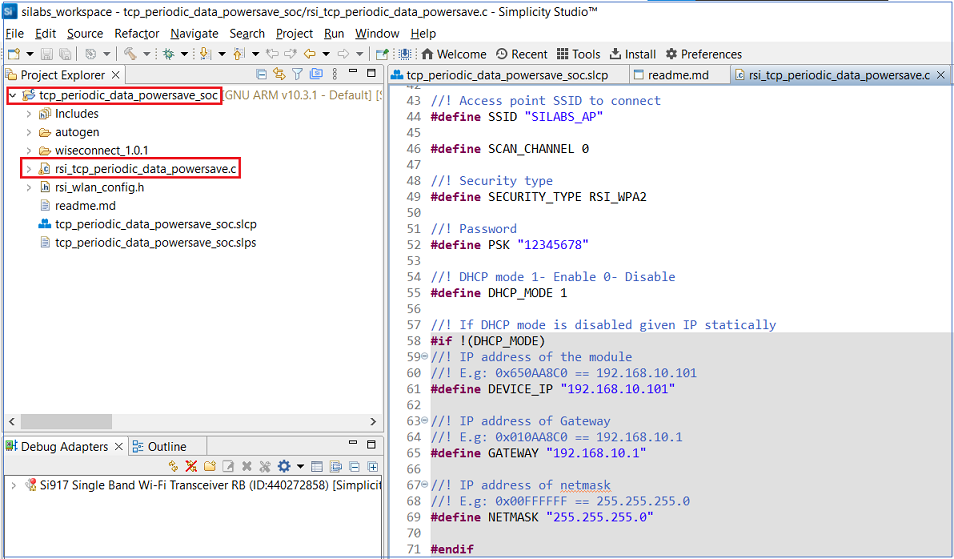 silabs_workspace - tcp_periodic_data_powersave_soc/rsi_tcp_periodic_data_powersave.c - Simplicity Studio™
File Edit Source Refactor Navigate Search Project Run Window Help
Welcome Recent Tools Install Preferences
Project Explorer
tcp_periodic_data_powersave_soc [GNU ARM v10.3.1 - Default] [S
Includes
autogen
wiseconnect_1.0.1
rsi_tcp_periodic_data_powersave.c
rsi_wlan_config.h
readme.md
tcp_periodic_data_powersave_soc.slcp
tcp_periodic_data_powersave_soc.slps
Debug Adapters Outline
Si917 Single Band Wi-Fi Transceiver RB (ID:440272858) [Simplicit
tcp_periodic_data_powersave_soc.slcp readme.md rsi_tcp_periodic_data_powersave.c
42
43 //! Access point SSID to connect
44 #define SSID "SILABS_AP"
45
46 #define SCAN_CHANNEL 0
47
48 //! Security type
49 #define SECURITY_TYPE RSI_WPA2
50
51 //! Password
52 #define PSK "12345678"
53
54 //! DHCP mode 1- Enable 0- Disable
55 #define DHCP_MODE 1
56
57 //! If DHCP mode is disabled given IP statically
58 #if !(DHCP_MODE)
59 //! IP address of the module
60 //! E.g: 0x650AA8C0 == 192.168.10.101
61 #define DEVICE_IP "192.168.10.101"
62
63 //! IP address of Gateway
64 //! E.g: 0x010AA8C0 == 192.168.10.1
65 #define GATEWAY "192.168.10.1"
66
67 //! IP address of netmask
68 //! E.g: 0x00FFFFFF == 255.255.255.0
69 #define NETMASK "255.255.255.0"
70
71 #endif